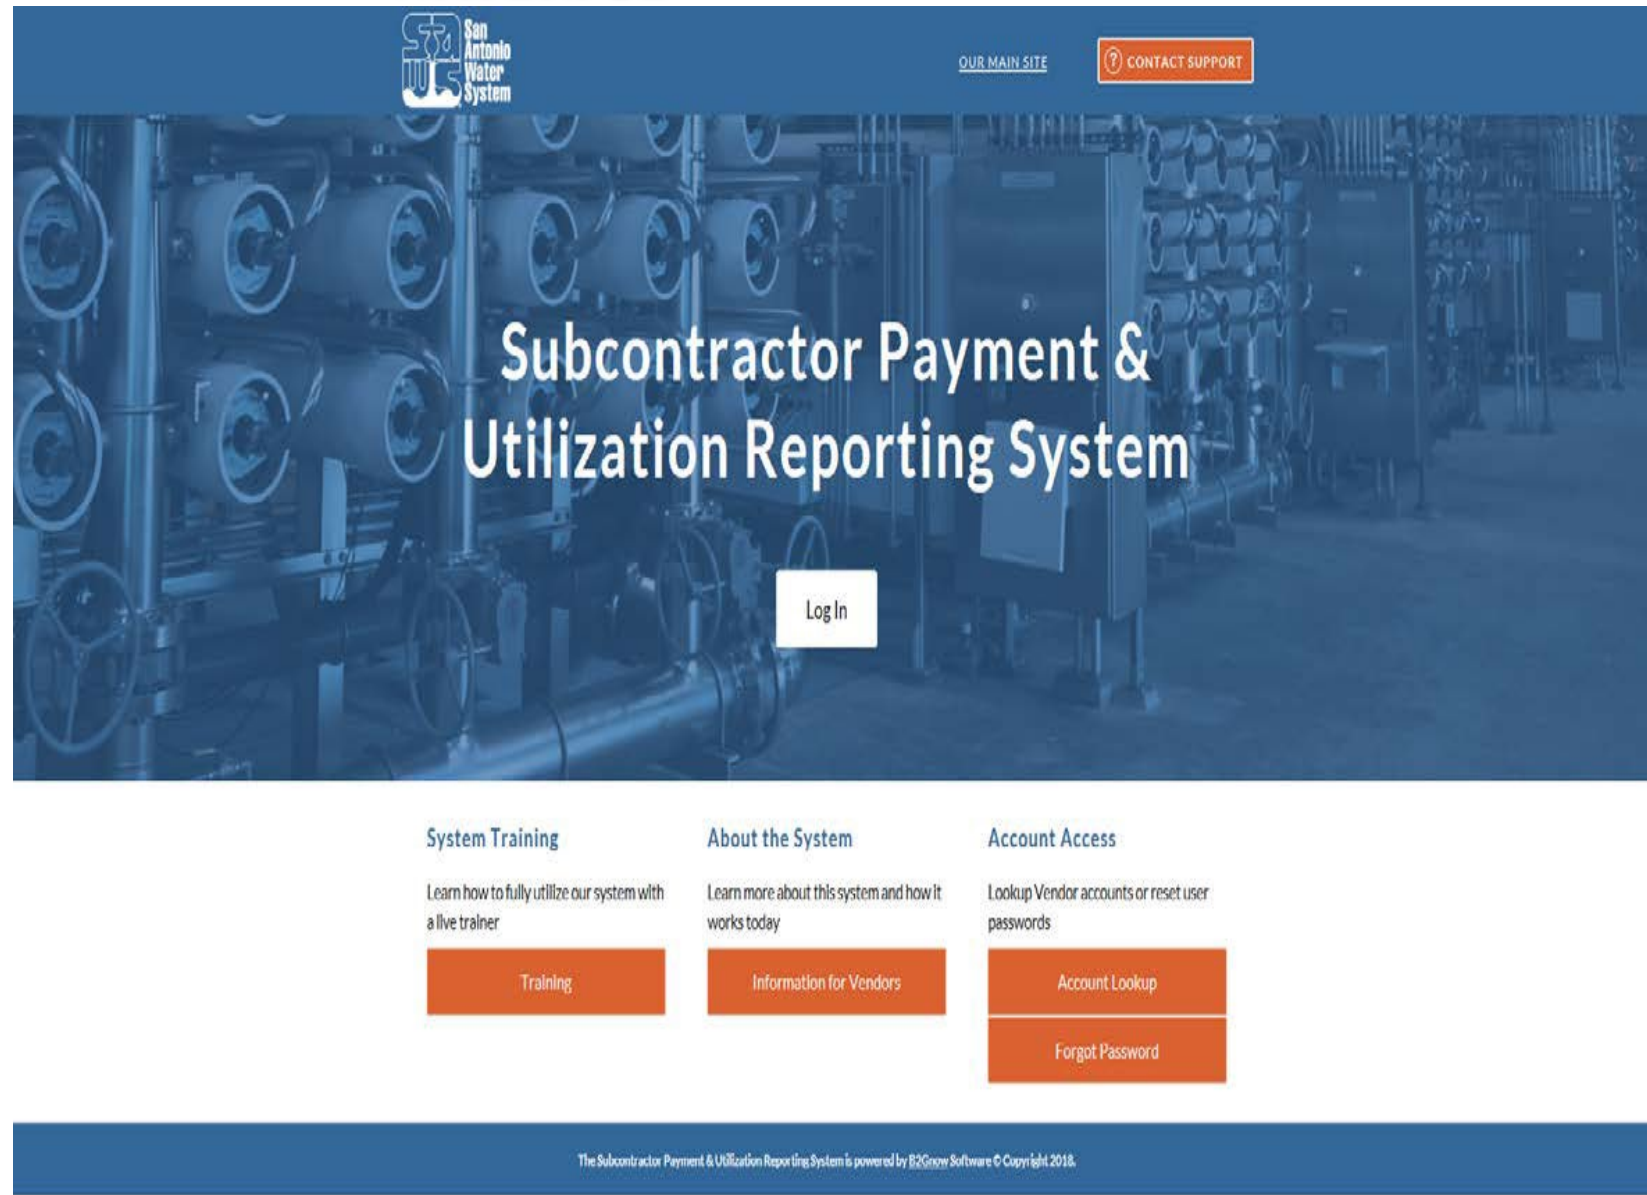 San
Antonio
Water
System
OUR MAIN SITE
? CONTACT SUPPORT
Subcontractor Payment &
Utilization Reporting System
Log In
System Training
Learn how to fully utilize our system with
a live trainer
Training
About the System
Learn more about this system and how it
works today
Information for Vendors
Account Access
Lookup Vendor accounts or reset user
passwords
Account Lookup
Forgot Password
The Subcontractor Payment & Utilization Reporting System is powered by B2Gnow Software © Copyright 2018.